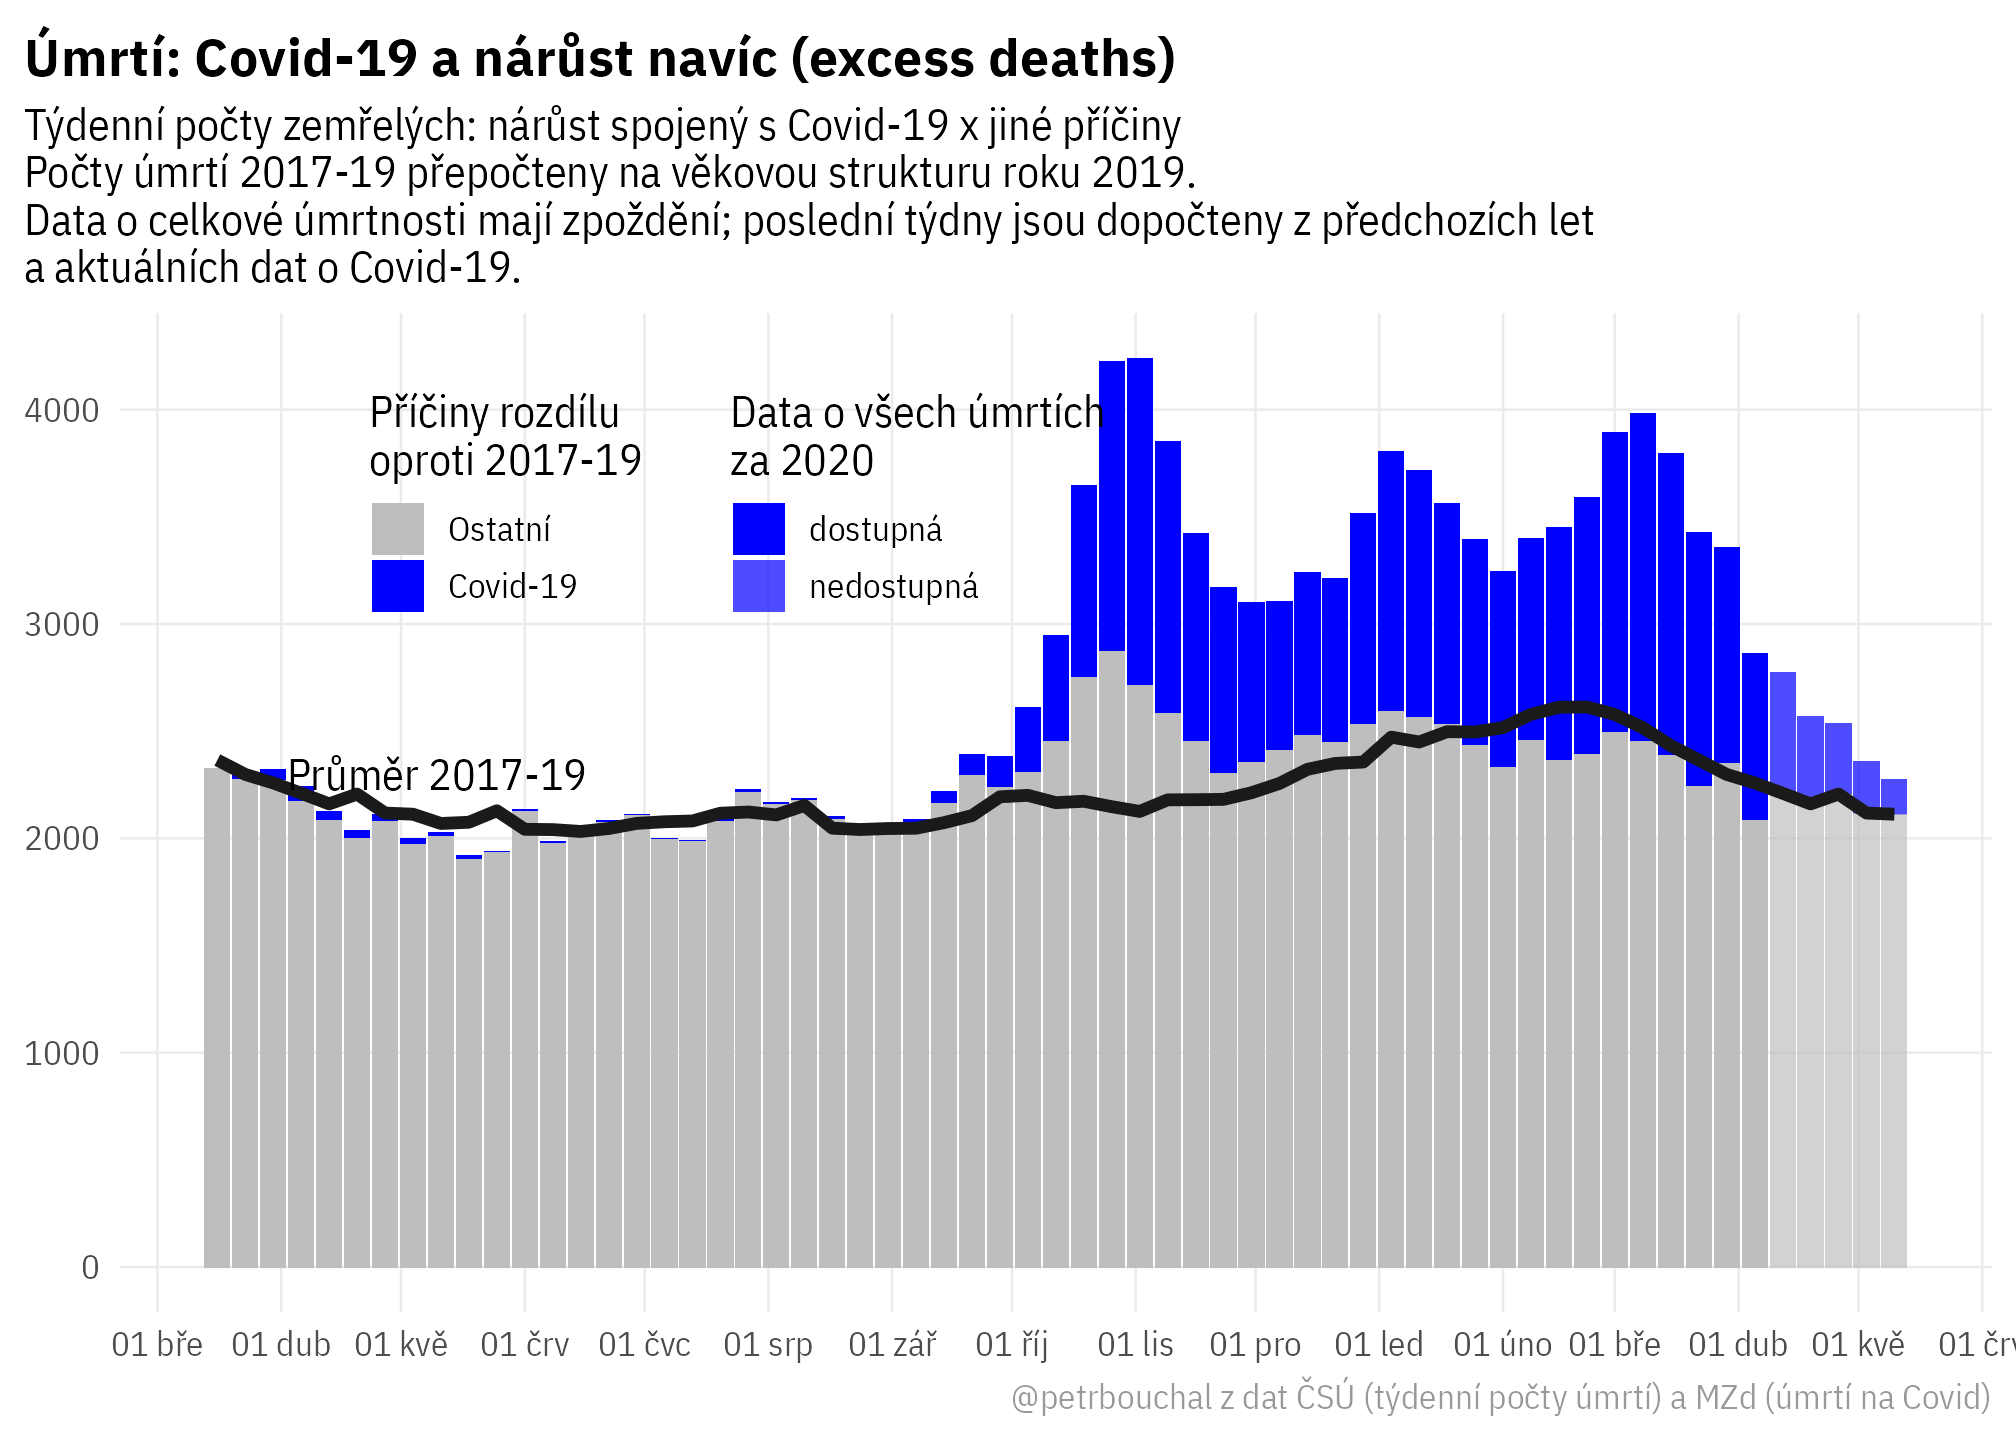 Úmrtí: Covid-19 a nárůst navíc (excess deaths)
Týdenní počty zemřelých: nárůst spojený s Covid-19 x jiné příčiny
Počty úmrtí 2017-19 přepočteny na věkovou strukturu roku 2019.
Data o celkové úmrtnosti mají zpoždění; poslední týdny jsou dopočteny z předchozích let
a aktuálních dat o Covid-19.
Příčiny rozdílu
oproti 2017-19
Ostatní
Covid-19
Data o všech úmrtích
za 2020
dostupná
nedostupná
Průměr 2017-19
4000
3000
2000
1000
0
01 bře 01 dub 01 kvě 01 črv 01 čvc 01 srp 01 zář 01 říj 01 lis 01 pro 01 led 01 úno 01 bře 01 dub 01 kvě 01 črv
@petrbouchal z dat ČSÚ (týdenní počty úmrtí) a MZd (úmrtí na Covid)